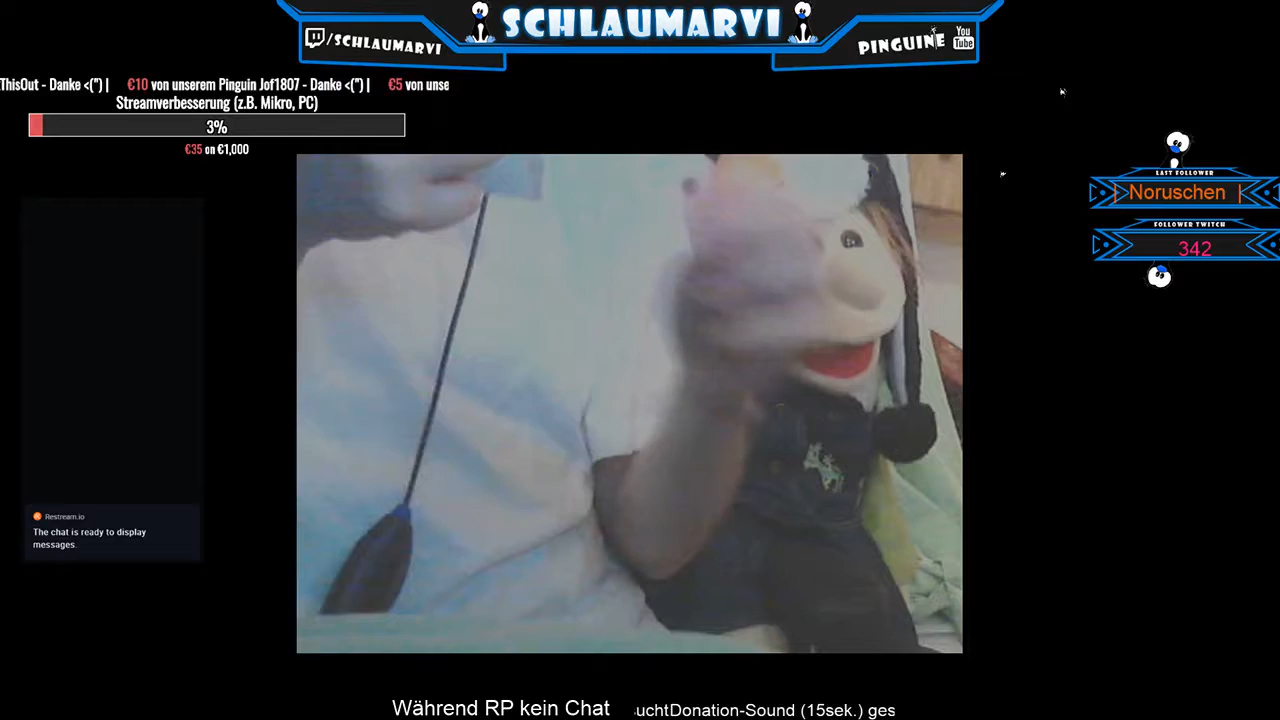 SCHLAUMARVI
/SCHLAUMARVI
PINGUINE
You
Tube
ThisOut - Danke <(") | €10 von unserem Pinguin Jof1807 - Danke <(") | €5 von unse
Streamverbesserung (z.B. Mikro, PC)
3%
€35 on €1,000
LAST FOLLOWER
| Noruschen |
FOLLOWER TWITCH
342
Restream.io
The chat is ready to display
messages.
Während RP kein Chat
uchtDonation-Sound (15sek.) ges